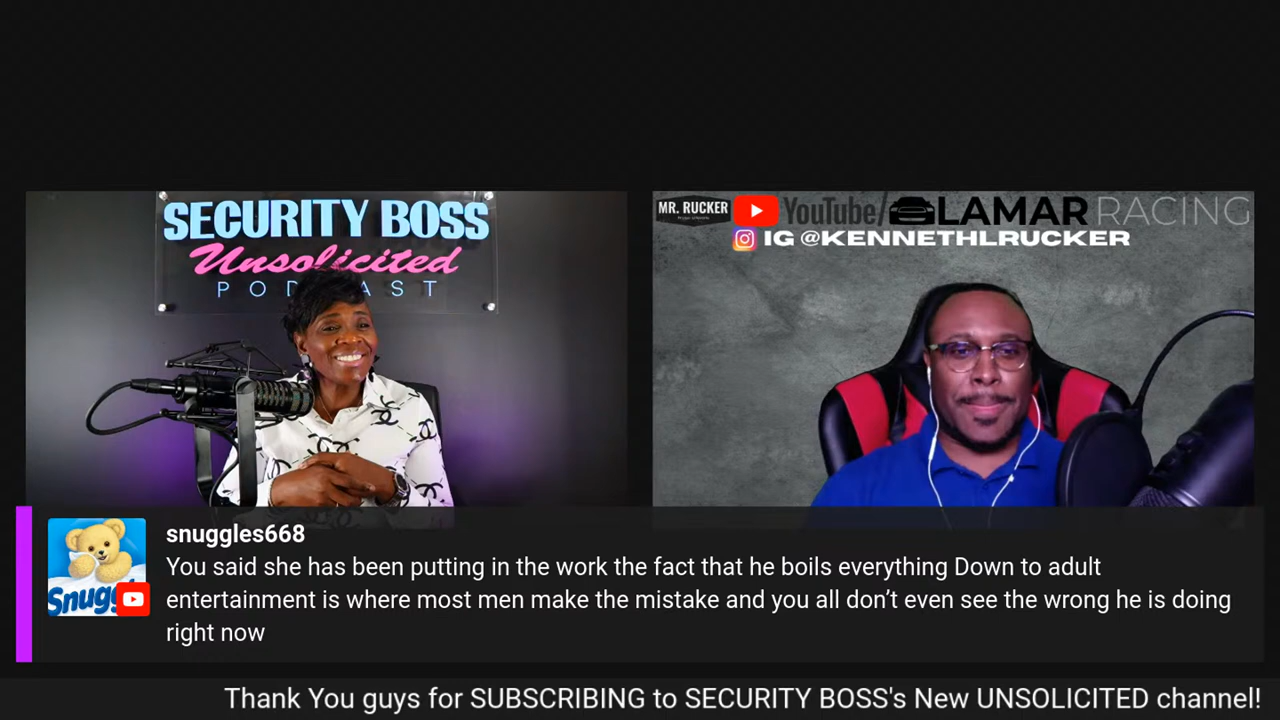 SECURITY BOSS
Unsolicited
PODCAST
MR. RUCKER
YouTube/ LAMAR RACING
IG @KENNETHLRUCKER
snuggles668
You said she has been putting in the work the fact that he boils everything Down to adult
entertainment is where most men make the mistake and you all don’t even see the wrong he is doing
right now
Thank You guys for SUBSCRIBING to SECURITY BOSS's New UNSOLICITED channel!